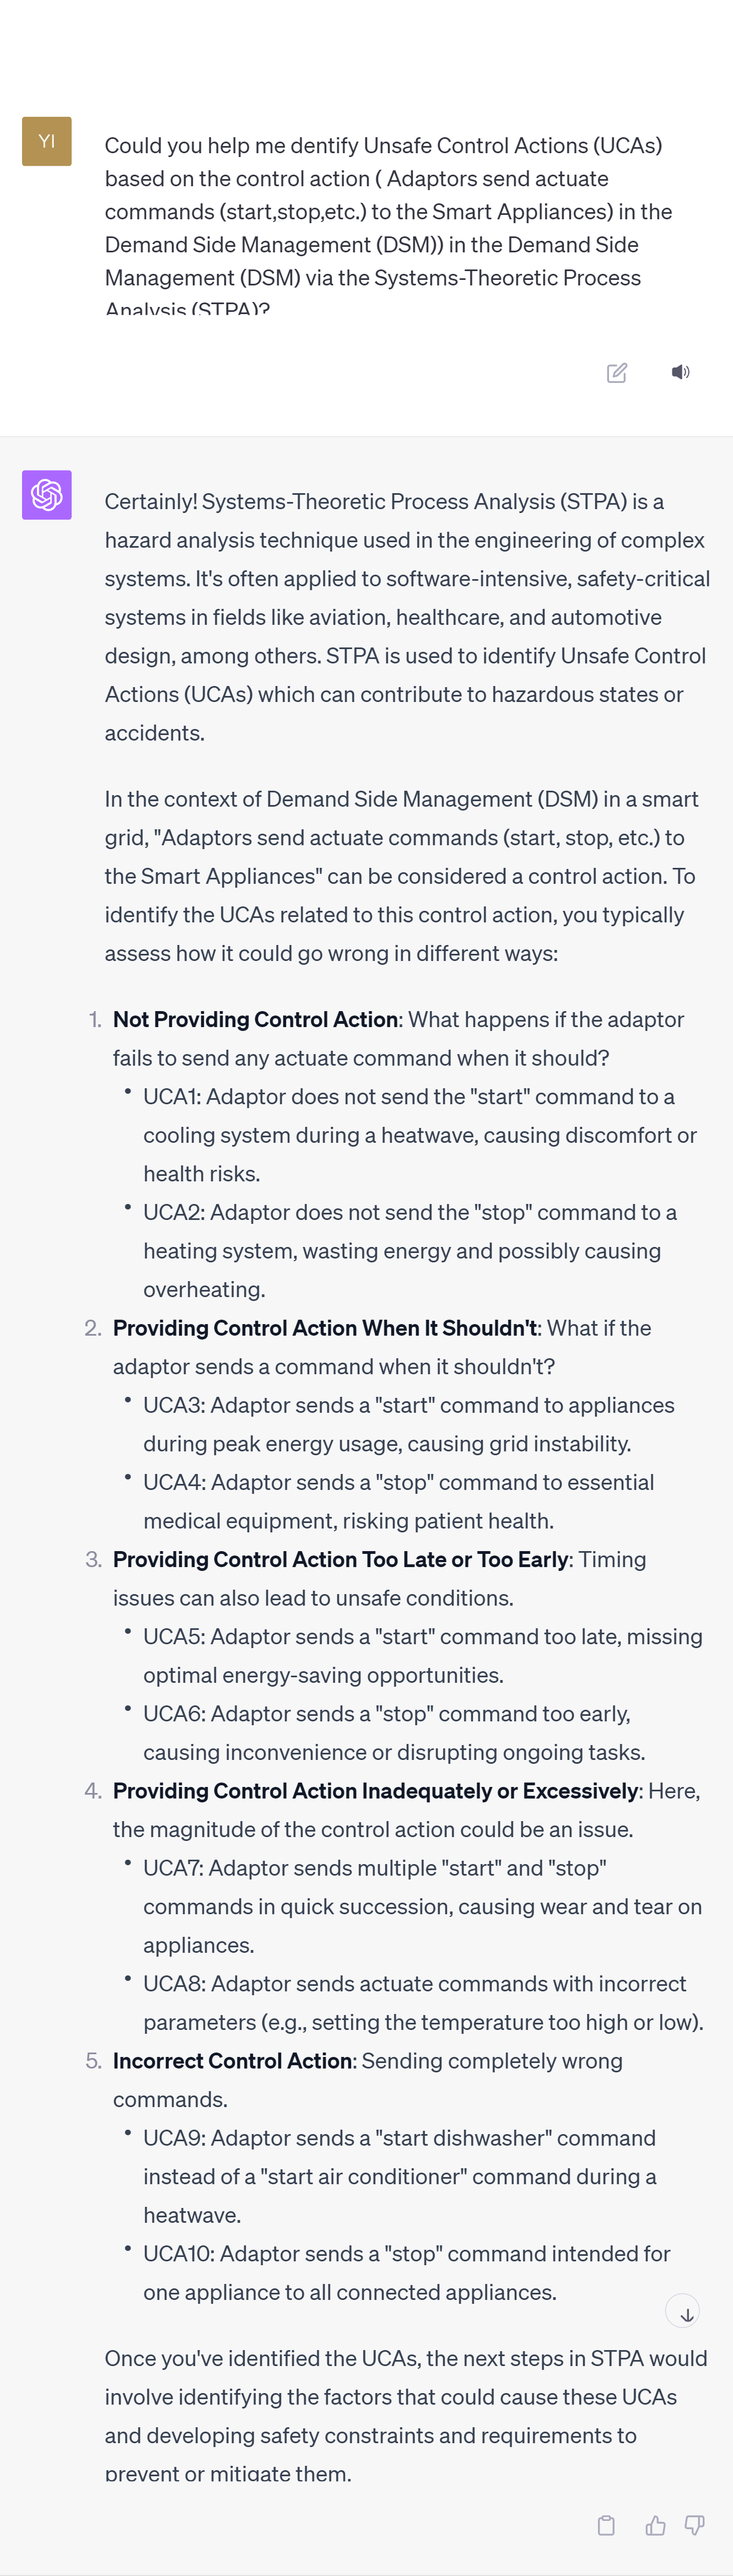 YI
Could you help me dentify Unsafe Control Actions (UCAs)
based on the control action ( Adaptors send actuate
commands (start,stop,etc.) to the Smart Appliances) in the
Demand Side Management (DSM)) in the Demand Side
Management (DSM) via the Systems-Theoretic Process
Analysis (STPA)?
Certainly! Systems-Theoretic Process Analysis (STPA) is a
hazard analysis technique used in the engineering of complex
systems. It's often applied to software-intensive, safety-critical
systems in fields like aviation, healthcare, and automotive
design, among others. STPA is used to identify Unsafe Control
Actions (UCAs) which can contribute to hazardous states or
accidents.
In the context of Demand Side Management (DSM) in a smart
grid, "Adaptors send actuate commands (start, stop, etc.) to
the Smart Appliances" can be considered a control action. To
identify the UCAs related to this control action, you typically
assess how it could go wrong in different ways:
1. Not Providing Control Action: What happens if the adaptor
fails to send any actuate command when it should?
• UCA1: Adaptor does not send the "start" command to a
cooling system during a heatwave, causing discomfort or
health risks.
• UCA2: Adaptor does not send the "stop" command to a
heating system, wasting energy and possibly causing
overheating.
2. Providing Control Action When It Shouldn't: What if the
adaptor sends a command when it shouldn't?
• UCA3: Adaptor sends a "start" command to appliances
during peak energy usage, causing grid instability.
• UCA4: Adaptor sends a "stop" command to essential
medical equipment, risking patient health.
3. Providing Control Action Too Late or Too Early: Timing
issues can also lead to unsafe conditions.
• UCA5: Adaptor sends a "start" command too late, missing
optimal energy-saving opportunities.
• UCA6: Adaptor sends a "stop" command too early,
causing inconvenience or disrupting ongoing tasks.
4. Providing Control Action Inadequately or Excessively: Here,
the magnitude of the control action could be an issue.
• UCA7: Adaptor sends multiple "start" and "stop"
commands in quick succession, causing wear and tear on
appliances.
• UCA8: Adaptor sends actuate commands with incorrect
parameters (e.g., setting the temperature too high or low).
5. Incorrect Control Action: Sending completely wrong
commands.
• UCA9: Adaptor sends a "start dishwasher" command
instead of a "start air conditioner" command during a
heatwave.
• UCA10: Adaptor sends a "stop" command intended for
one appliance to all connected appliances.
Once you've identified the UCAs, the next steps in STPA would
involve identifying the factors that could cause these UCAs
and developing safety constraints and requirements to
prevent or mitigate them.